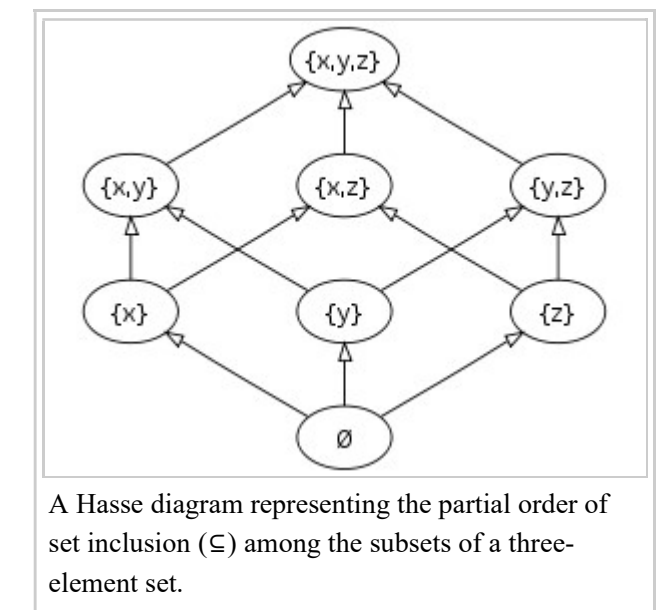 {x,y,z}
{x,y} {x,z} {y,z}
{x} {y} {z}
Ø
A Hasse diagram representing the partial order of
set inclusion (⊆) among the subsets of a three-
element set.